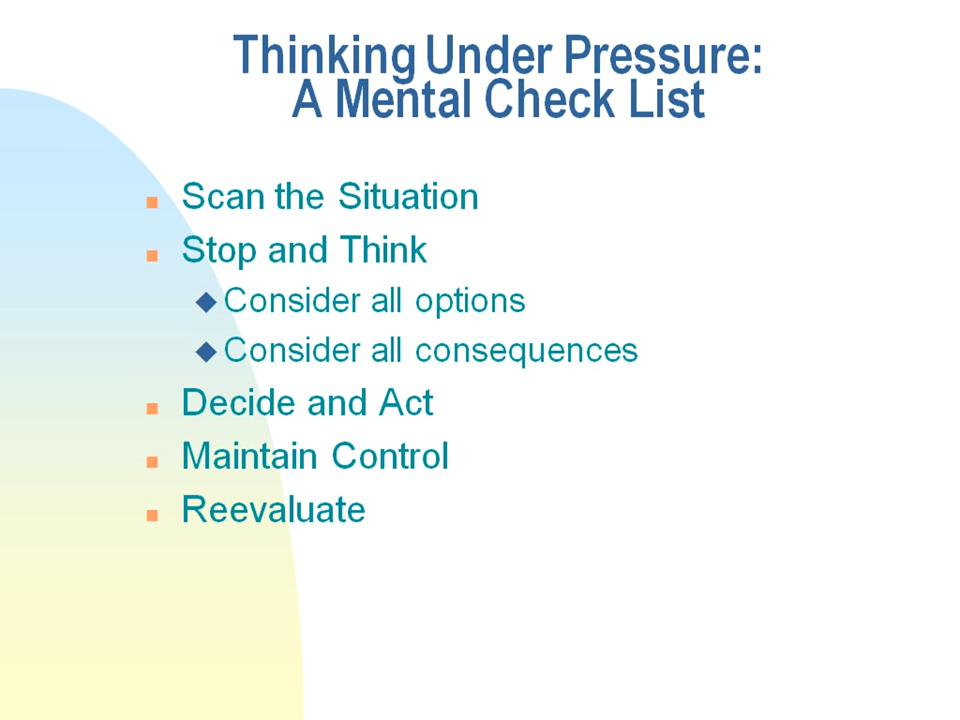 Thinking Under Pressure:
A Mental Check List
Scan the Situation
Stop and Think
Consider all options
Consider all consequences
Decide and Act
Maintain Control
Reevaluate